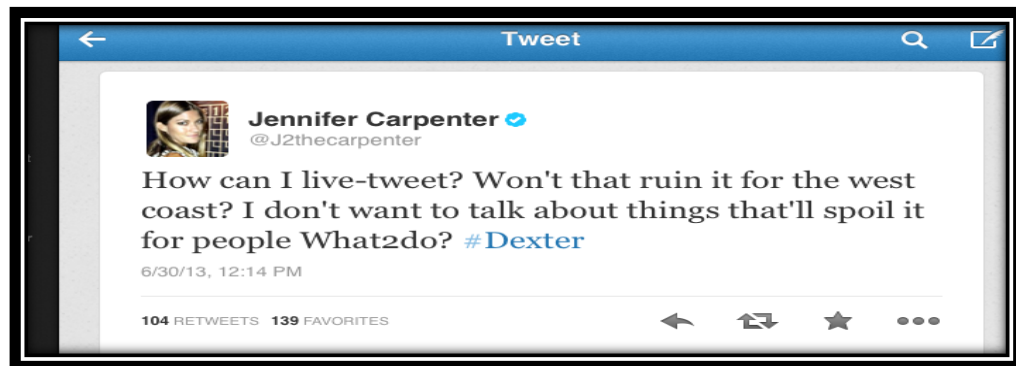 Tweet
Jennifer Carpenter
@J2thecarpenter
How can I live-tweet? Won't that ruin it for the west
coast? I don't want to talk about things that'll spoil it
for people What2do? #Dexter
6/30/13, 12:14 PM
104 RETWEETS 139 FAVORITES